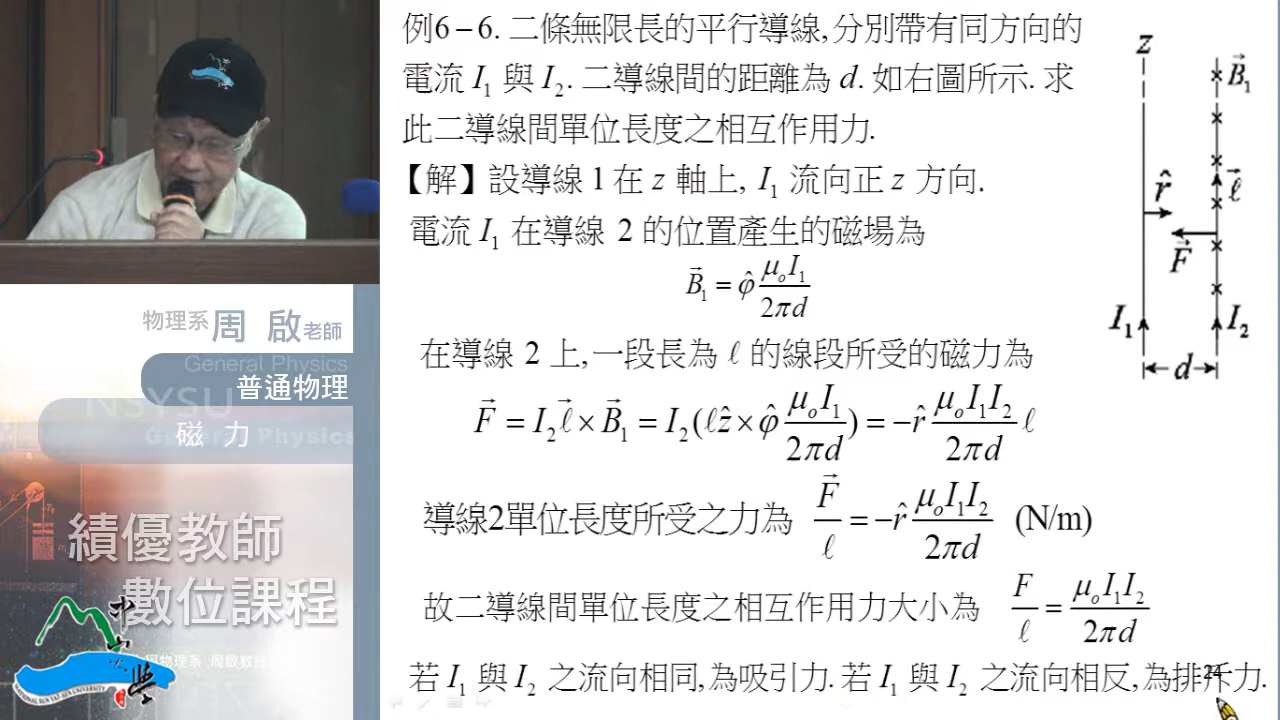 例6－6. 二條無限長的平行導線,分別帶有同方向的
電流 I₁ 與 I₂. 二導線間的距離為 d. 如右圖所示. 求
此二導線間單位長度之相互作用力.
【解】設導線 1 在 z 軸上, I₁ 流向正 z 方向.
電流 I₁ 在導線 2 的位置產生的磁場為
B⃗₁ = φ̂ μₒI₁/2πd
在導線 2 上,一段長為 ℓ 的線段所受的磁力為
F⃗ = I₂ℓ⃗ × B⃗₁ = I₂(ℓẑ × φ̂ μₒI₁/2πd) = −r̂ μₒI₁I₂/2πd ℓ
導線2單位長度所受之力為 F⃗/ℓ = −r̂ μₒI₁I₂/2πd (N/m)
故二導線間單位長度之相互作用力大小為 F/ℓ = μₒI₁I₂/2πd
若 I₁ 與 I₂ 之流向相同,為吸引力. 若 I₁ 與 I₂ 之流向相反,為排斥力.
24
z
B⃗₁
r̂
ℓ⃗
F⃗
I₁
I₂
d
物理系 周 啟 老師
General Physics
普通物理
NSYSU
磁 力
General Physics
績優教師
數位課程